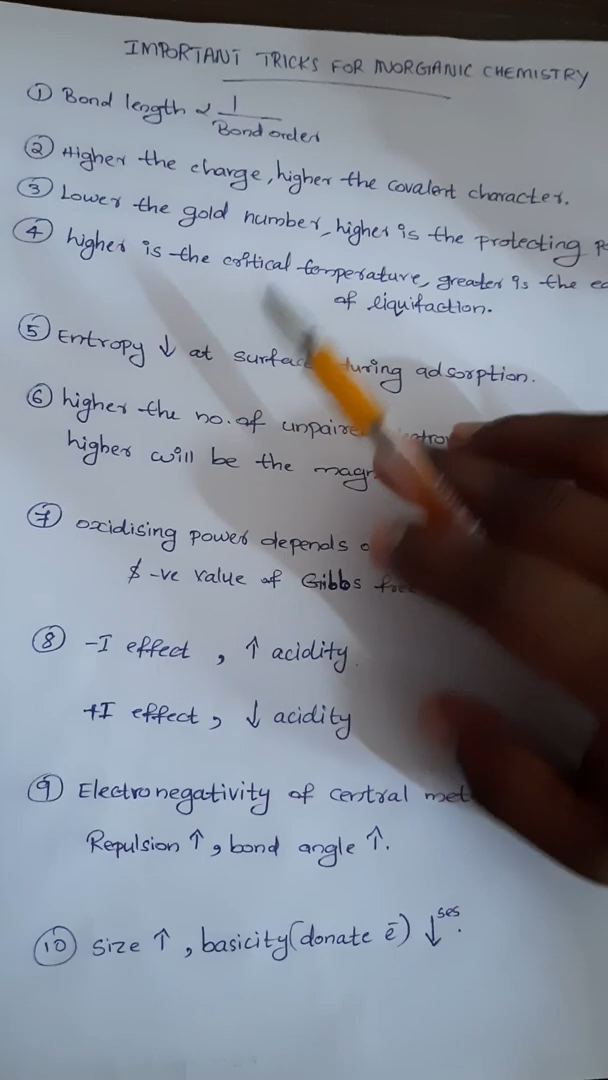 IMPORTANT TRICKS FOR INORGANIC CHEMISTRY
① Bond length ∝ 1
Bond order
② Higher the charge, higher the covalent character.
③ Lower the gold number, higher is the protecting
④ higher is the critical temperature, greater is the
of liquifaction.
⑤ Entropy ↓ at during adsorption.
⑥ higher the no. of
higher will be the
⑦ oxidising power depends
$ -ve value of Gibbs
⑧ -I effect , ↑ acidity.
+I effect , ↓ acidity
⑨ Electronegativity of central
Repulsion ↑ , bond angle ↑.
⑩ size ↑ , basicity (donate ē) ↓ses.